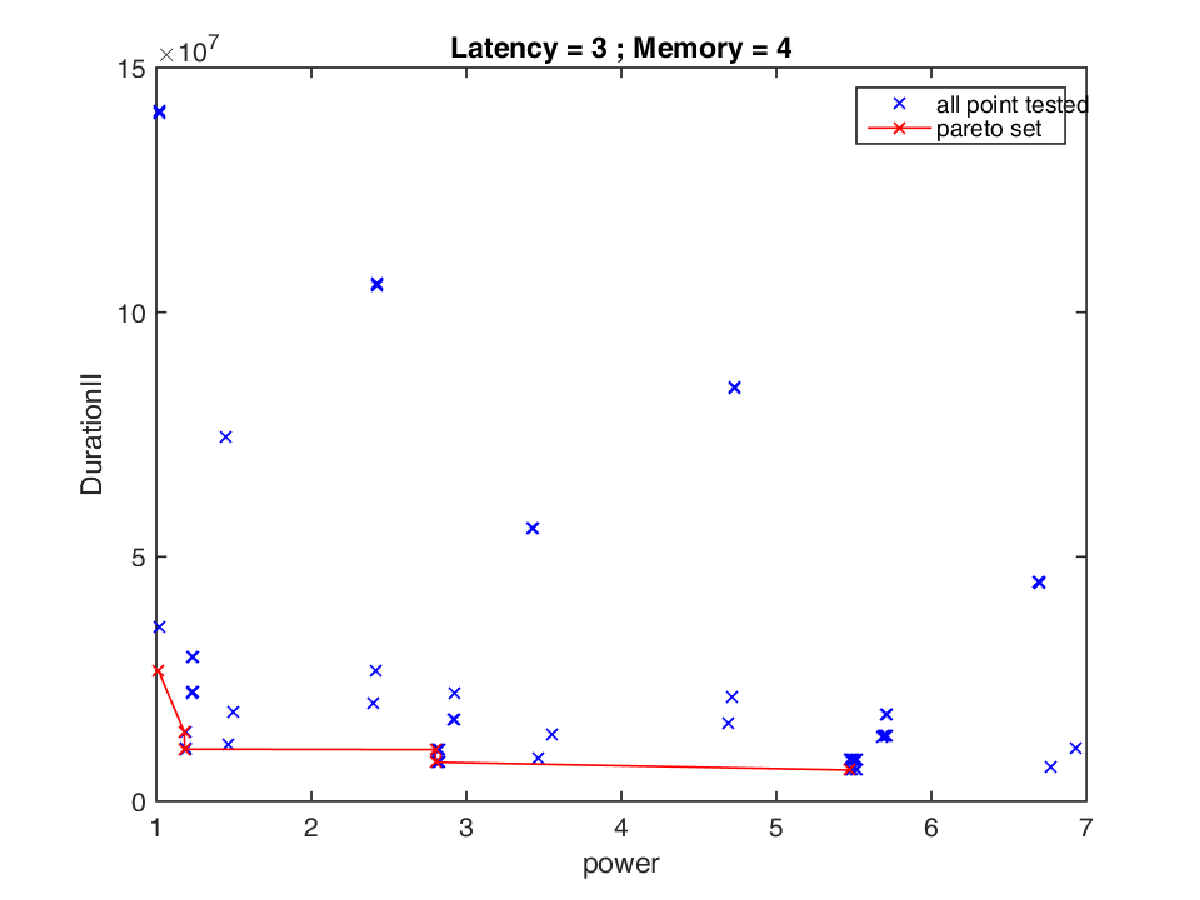 Latency = 3 ; Memory = 4
×10^7
15
10
5
0
DurationII
1 2 3 4 5 6 7
power
all point tested
pareto set